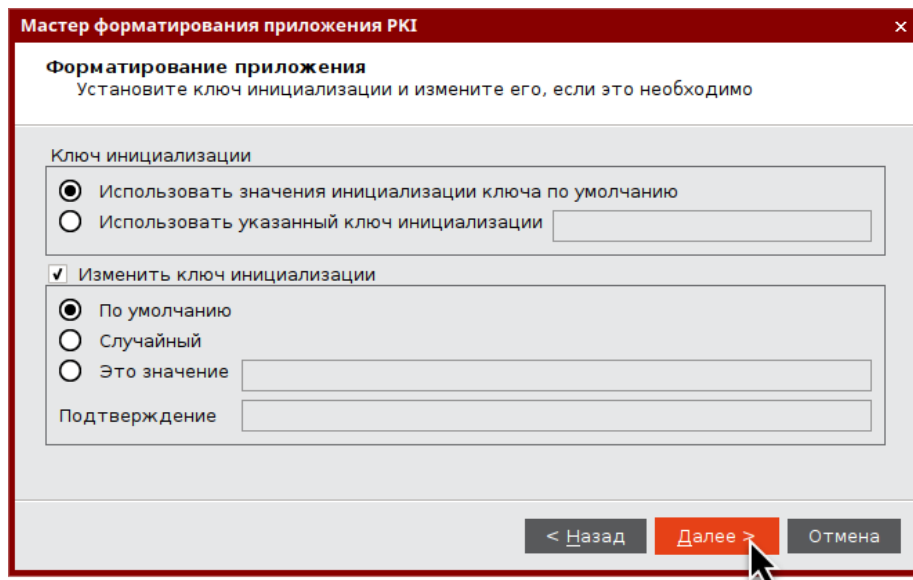 Мастер форматирования приложения PKI
Форматирование приложения
Установите ключ инициализации и измените его, если это необходимо
Ключ инициализации
Использовать значения инициализации ключа по умолчанию
Использовать указанный ключ инициализации
Изменить ключ инициализации
По умолчанию
Случайный
Это значение
Подтверждение
< Назад Далее > Отмена